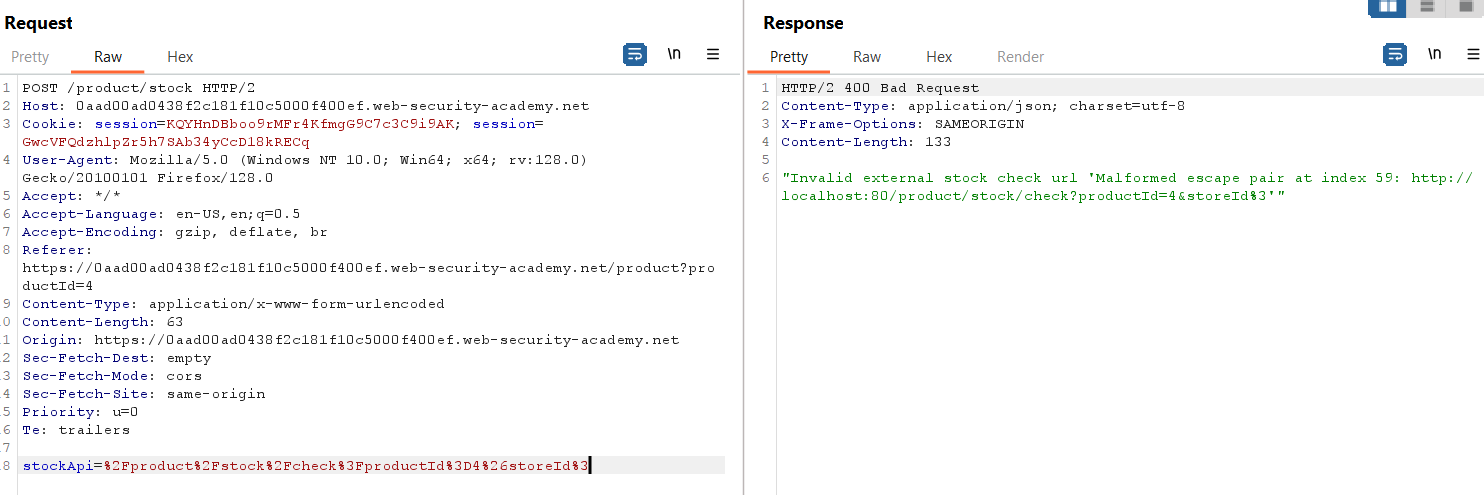 Request
Pretty Raw Hex
\n
1 POST /product/stock HTTP/2
2 Host: 0aad00ad0438f2c181f10c5000f400ef.web-security-academy.net
3 Cookie: session=KQYHnDBboo9rMFr4KfmgG9C7c3C9i9AK; session=
GwcVFQdzhlpZr5h7SAb34yCcD18kRECq
4 User-Agent: Mozilla/5.0 (Windows NT 10.0; Win64; x64; rv:128.0)
Gecko/20100101 Firefox/128.0
5 Accept: */*
6 Accept-Language: en-US,en;q=0.5
7 Accept-Encoding: gzip, deflate, br
8 Referer:
https://0aad00ad0438f2c181f10c5000f400ef.web-security-academy.net/product?pro
ductId=4
9 Content-Type: application/x-www-form-urlencoded
0 Content-Length: 63
1 Origin: https://0aad00ad0438f2c181f10c5000f400ef.web-security-academy.net
2 Sec-Fetch-Dest: empty
3 Sec-Fetch-Mode: cors
4 Sec-Fetch-Site: same-origin
5 Priority: u=0
6 Te: trailers
7
8 stockApi=%2Fproduct%2Fstock%2Fcheck%3FproductId%3D4%26storeId%3
Response
Pretty Raw Hex Render
\n
1 HTTP/2 400 Bad Request
2 Content-Type: application/json; charset=utf-8
3 X-Frame-Options: SAMEORIGIN
4 Content-Length: 133
5
6 "Invalid external stock check url 'Malformed escape pair at index 59: http://
localhost:80/product/stock/check?productId=4&storeId%3'"